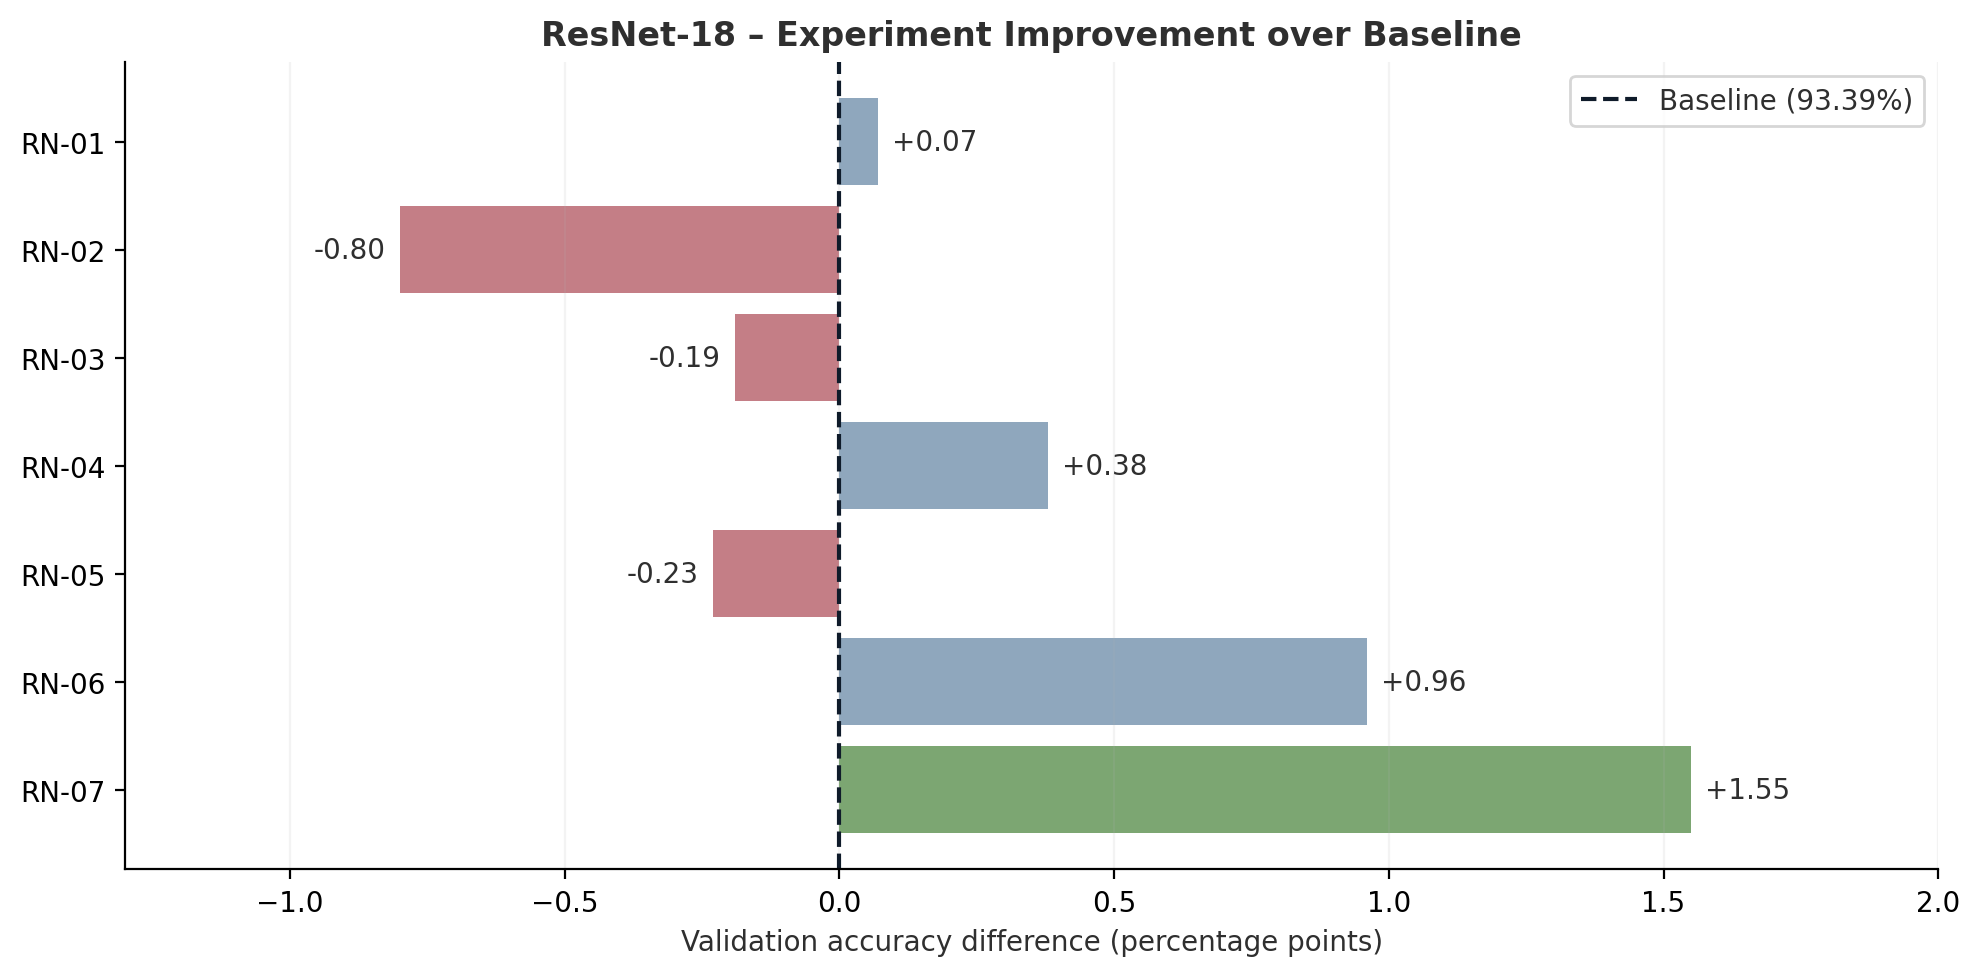 ResNet-18 – Experiment Improvement over Baseline
Baseline (93.39%)
RN-01
+0.07
RN-02
-0.80
RN-03
-0.19
RN-04
+0.38
RN-05
-0.23
RN-06
+0.96
RN-07
+1.55
−1.0 −0.5 0.0 0.5 1.0 1.5 2.0
Validation accuracy difference (percentage points)